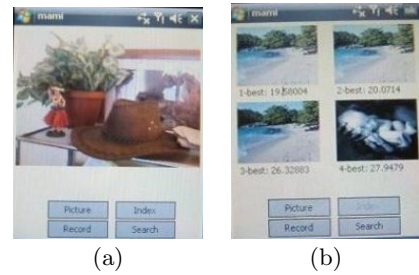 mami
Picture Index
Record Search
(a)
mami
1-best: 19.58004 2-best: 20.0714
3-best: 26.32883 4-best: 27.9479
Picture Index
Record Search
(b)